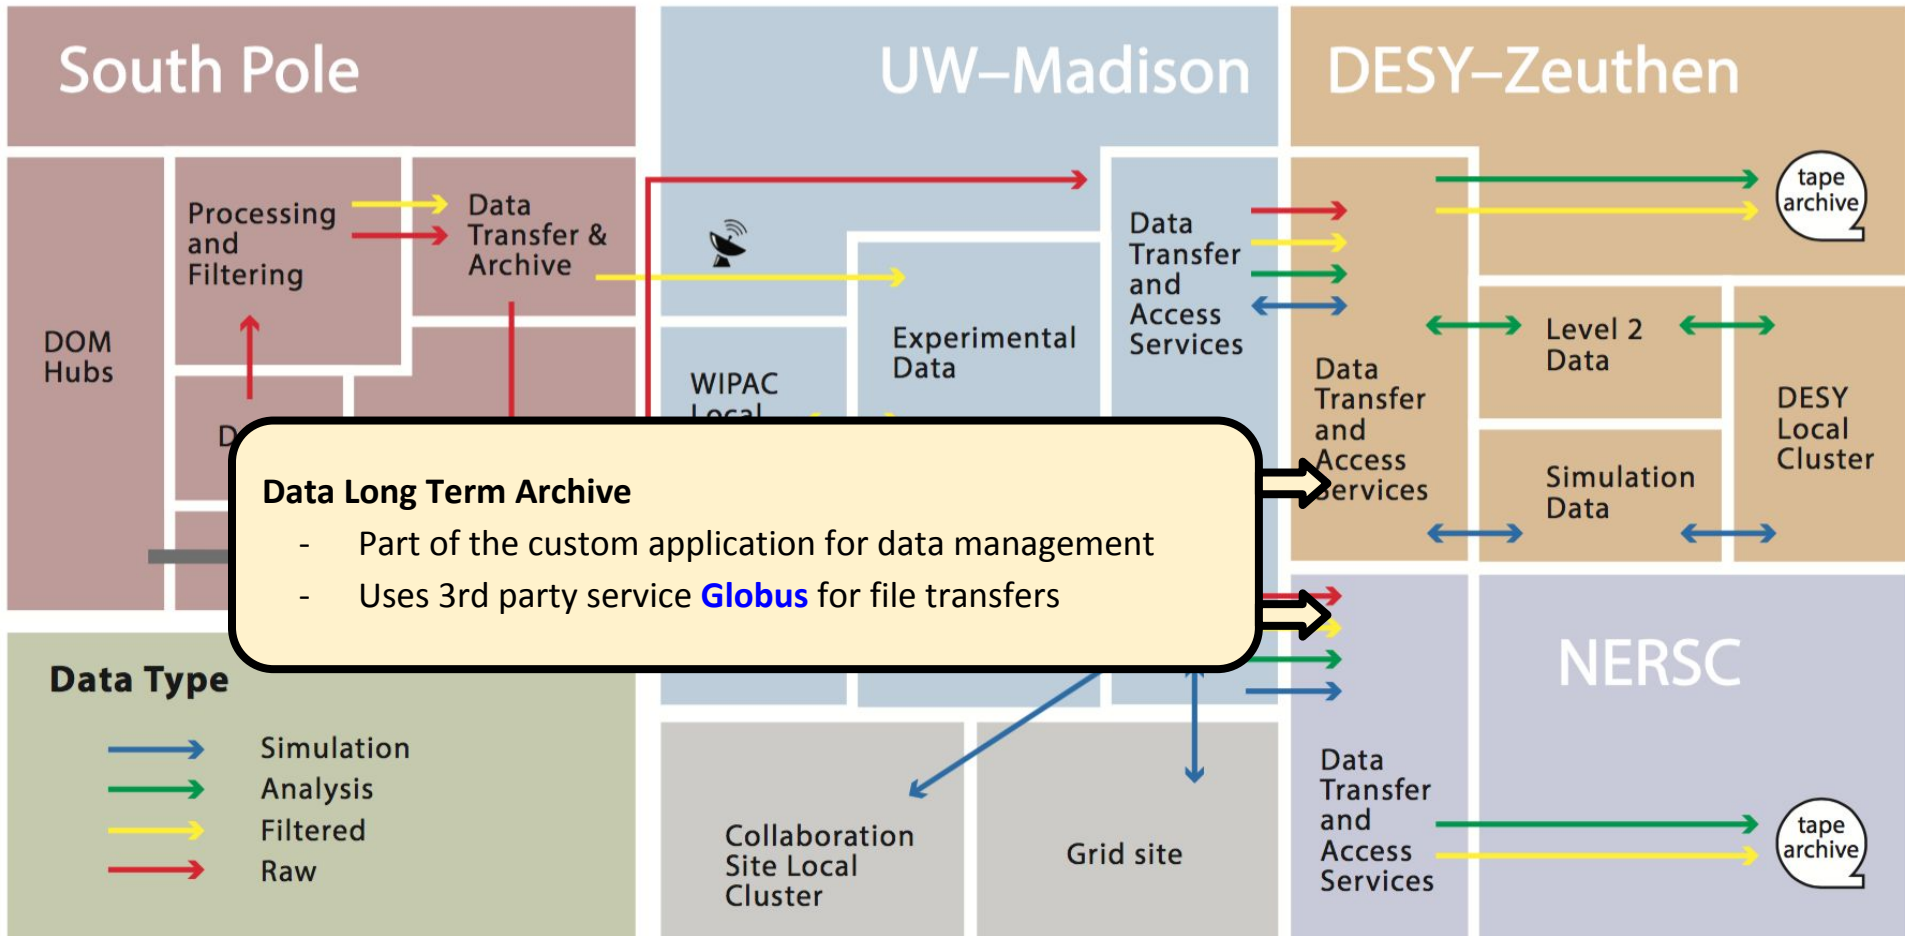 South Pole
UW–Madison
DESY–Zeuthen
Processing
and
Filtering
Data
Transfer &
Archive
DOM
Hubs
WIPAC
Local
Experimental
Data
Data
Transfer
and
Access
Services
tape
archive
Data
Transfer
and
Access
Services
Level 2
Data
Simulation
Data
DESY
Local
Cluster
Data Long Term Archive
- Part of the custom application for data management
- Uses 3rd party service Globus for file transfers
Data Type
Simulation
Analysis
Filtered
Raw
Collaboration
Site Local
Cluster
Grid site
NERSC
Data
Transfer
and
Access
Services
tape
archive